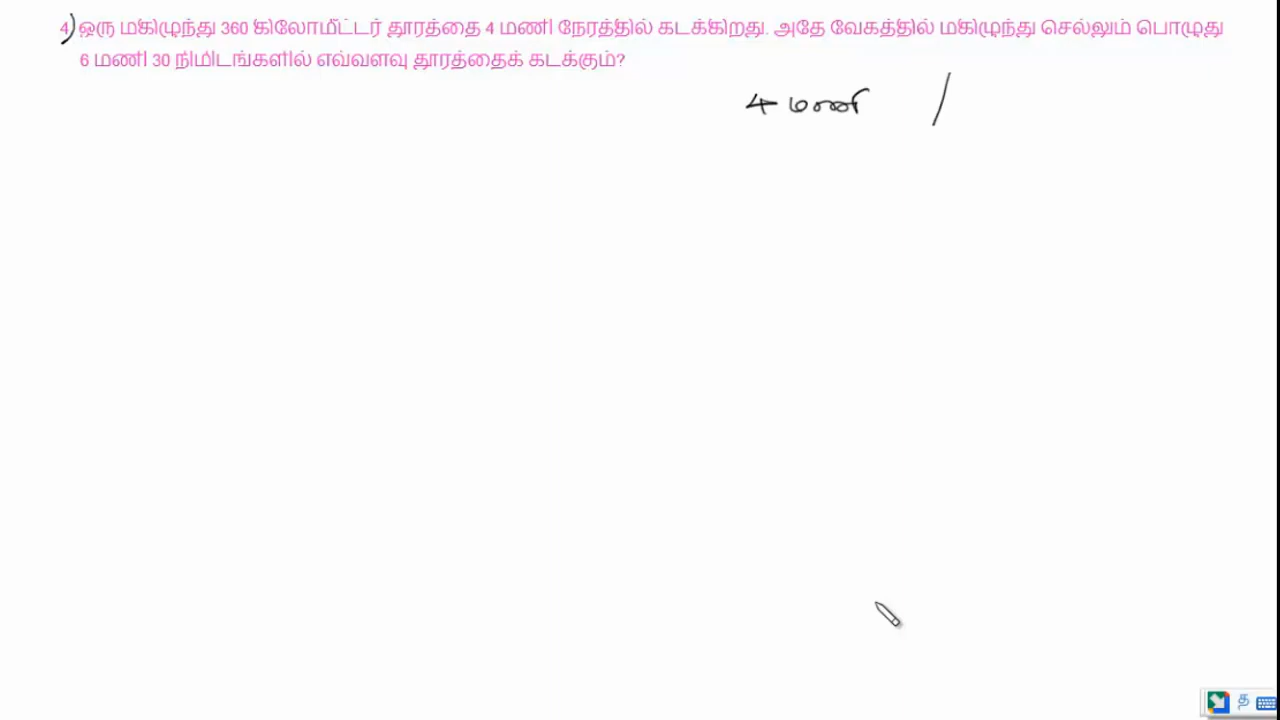 4) ஒரு மகிழுந்து 360 கிலோமீட்டர் தூரத்தை 4 மணி நேரத்தில் கடக்கிறது. அதே வேகத்தில் மகிழுந்து செல்லும் பொழுது
6 மணி 30 நிமிடங்களில் எவ்வளவு தூரத்தைக் கடக்கும்?
4 மணி /
த